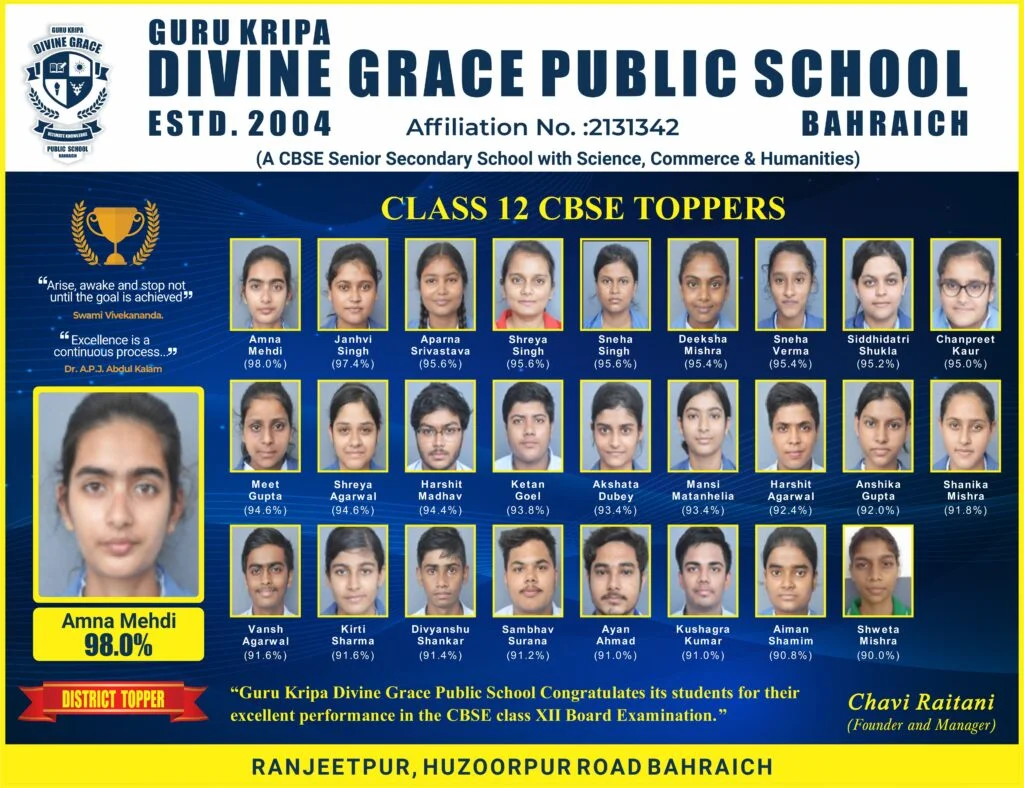 GURU KRIPA
DIVINE GRACE
ULTIMATE KNOWLEDGE
PUBLIC SCHOOL
BAHRAICH
GURU KRIPA
DIVINE GRACE PUBLIC SCHOOL
ESTD. 2004 Affiliation No. :2131342 BAHRAICH
(A CBSE Senior Secondary School with Science, Commerce & Humanities)
CLASS 12 CBSE TOPPERS
“Arise, awake and stop not
until the goal is achieved”
Swami Vivekananda.
“Excellence is a
continuous process...”
Dr. A.P.J. Abdul Kalam
Amna Mehdi
98.0%
DISTRICT TOPPER
Amna Janhvi Aparna Shreya Sneha Deeksha Sneha Siddhidatri Chanpreet
Mehdi Singh Srivastava Singh Singh Mishra Verma Shukla Kaur
(98.0%) (97.4%) (95.6%) (95.6%) (95.6%) (95.4%) (95.4%) (95.2%) (95.0%)
Meet Shreya Harshit Ketan Akshata Mansi Harshit Anshika Shanika
Gupta Agarwal Madhav Goel Dubey Matanhelia Agarwal Gupta Mishra
(94.6%) (94.6%) (94.4%) (93.8%) (93.4%) (93.4%) (92.4%) (92.0%) (91.8%)
Vansh Kirti Divyanshu Sambhav Ayan Kushagra Aiman Shweta
Agarwal Sharma Shankar Surana Ahmad Kumar Shamim Mishra
(91.6%) (91.6%) (91.4%) (91.2%) (91.0%) (91.0%) (90.8%) (90.0%)
“Guru Kripa Divine Grace Public School Congratulates its students for their
excellent performance in the CBSE class XII Board Examination.”
Chavi Raitani
(Founder and Manager)
RANJEETPUR, HUZOORPUR ROAD BAHRAICH